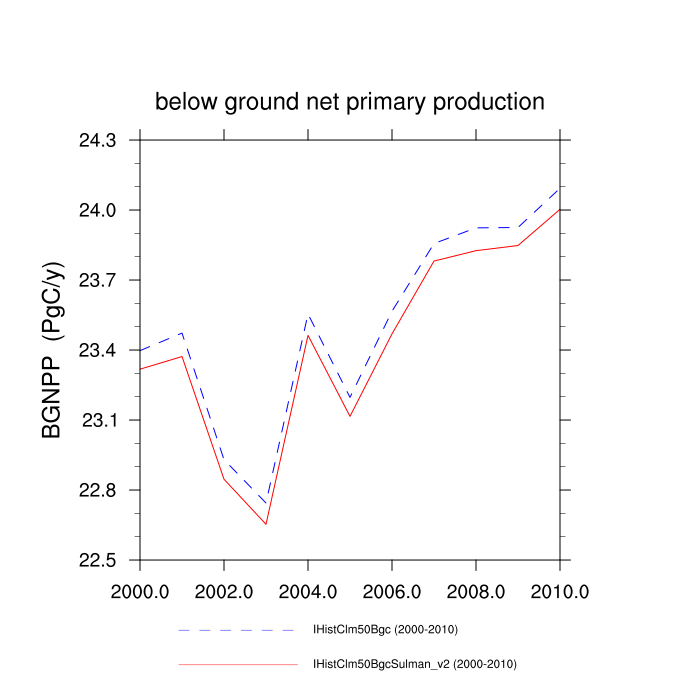 below ground net primary production
BGNPP (PgC/y)
24.3
24.0
23.7
23.4
23.1
22.8
22.5
2000.0 2002.0 2004.0 2006.0 2008.0 2010.0
IHistClm50Bgc (2000-2010)
IHistClm50BgcSulman_v2 (2000-2010)